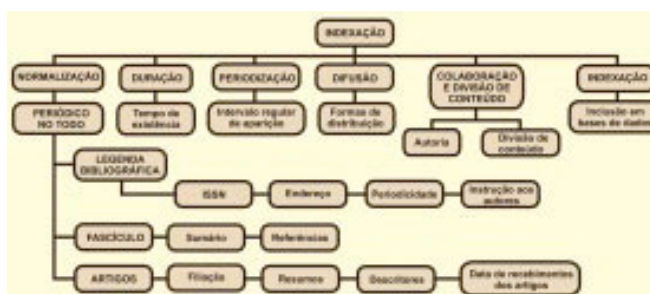 INDEXAÇÃO
NORMALIZAÇÃO
DURAÇÃO
PERIODIZAÇÃO
DIFUSÃO
COLABORAÇÃO
E DIVISÃO DE
CONTEÚDO
INDEXAÇÃO
PERIÓDICO
NO TODO
Tempo de
existência
Intervalo regular
de aparição
Formas de
distribuição
Autoria
Divisão de
conteúdo
Inclusão em
bases de dados
LEGENDA
BIBLIOGRÁFICA
ISSN
Endereço
Periodicidade
Instrução aos
autores
FASCÍCULO
Sumário
Referências
ARTIGOS
Filiação
Resumos
Descritores
Data de recebimentos
dos artigos